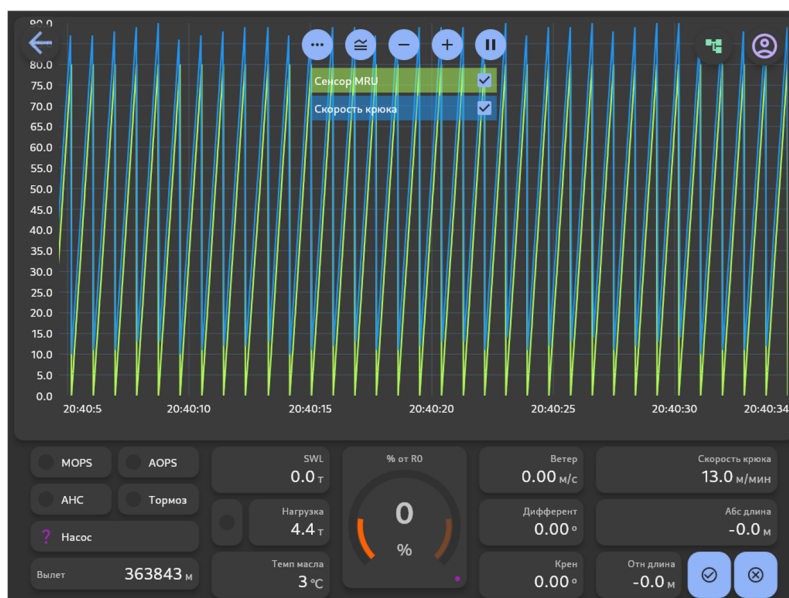 90.0
80.0
75.0
70.0
65.0
60.0
55.0
50.0
45.0
40.0
35.0
30.0
25.0
20.0
15.0
10.0
5.0
0.0
Сенсор MRU
Скорость крюка
20:40:5 20:40:10 20:40:15 20:40:20 20:40:25 20:40:30 20:40:34
MOPS AOPS
АНС Тормоз
? Насос
Вылет 363843 м
SWL
0.0 т
Нагрузка
4.4 т
Темп масла
3 °C
% от R0
0
%
Ветер
0.00 м/с
Дифферент
0.00 °
Крен
0.00 °
Скорость крюка
13.0 м/мин
Абс длина
-0.0 м
Отн длина
-0.0 м